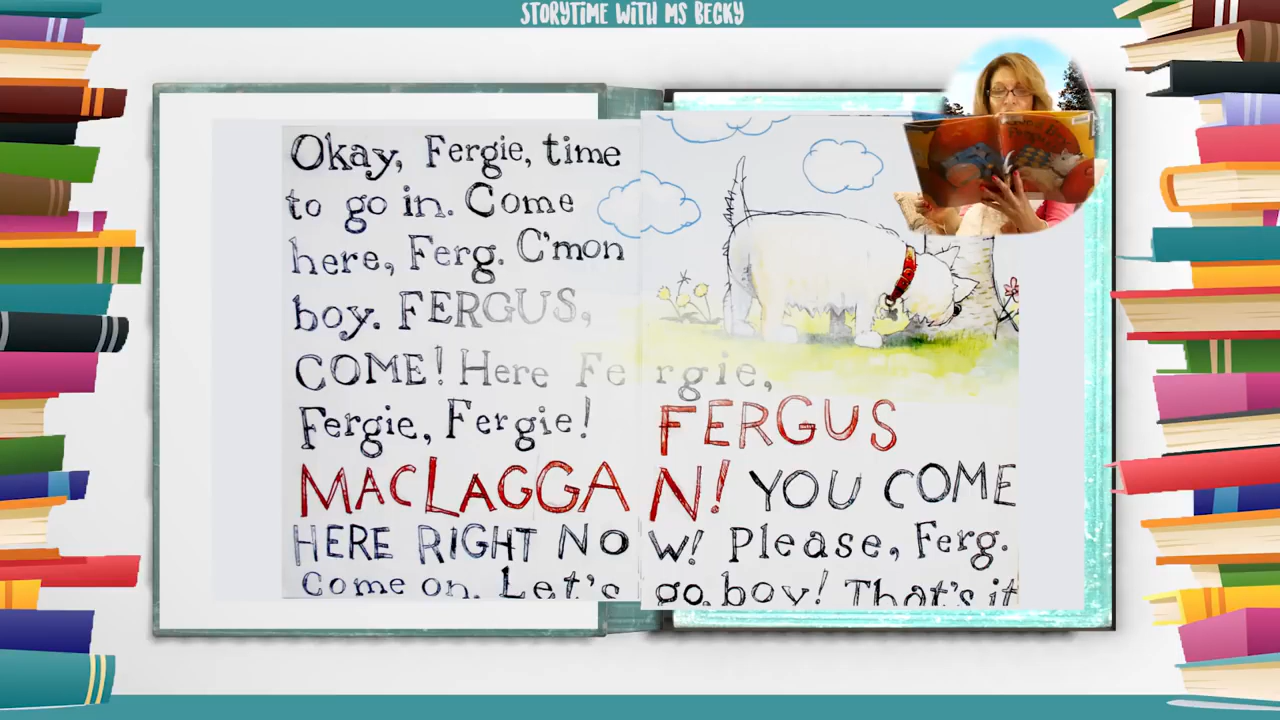 STORYTIME WITH MS BECKY
Okay, Fergie, time
to go in. Come
here, Ferg. C'mon
boy. FERGUS,
COME! Here Fergie,
Fergie, Fergie! FERGUS
MACLAGGAN! YOU COME
HERE RIGHT NOW! Please, Ferg.
Come on. Let's go, boy! That's it